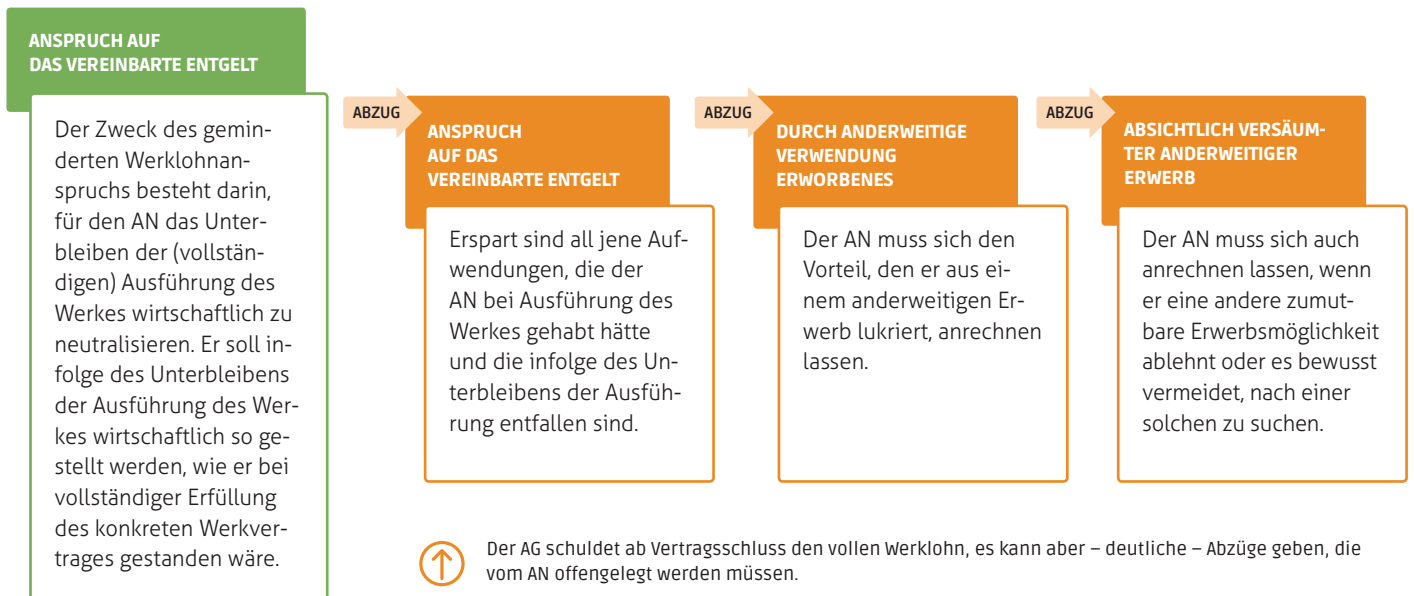 ANSPRUCH AUF
DAS VEREINBARTE ENTGELT
Der Zweck des gemin-
derten Werklohnan-
spruchs besteht darin,
für den AN das Unter-
bleiben der (vollstän-
digen) Ausführung des
Werkes wirtschaftlich zu
neutralisieren. Er soll in-
folge des Unterbleibens
der Ausführung des Wer-
kes wirtschaftlich so ge-
stellt werden, wie er bei
vollständiger Erfüllung
des konkreten Werkver-
trages gestanden wäre.
ABZUG
ANSPRUCH
AUF DAS
VEREINBARTE ENTGELT
Erspart sind all jene Auf-
wendungen, die der
AN bei Ausführung des
Werkes gehabt hätte
und die infolge des Un-
terbleibens der Ausfüh-
rung entfallen sind.
ABZUG
DURCH ANDERWEITIGE
VERWENDUNG
ERWORBENES
Der AN muss sich den
Vorteil, den er aus ei-
nem anderweitigen Er-
werb lukriert, anrechnen
lassen.
ABZUG
ABSICHTLICH VERSÄUM-
TER ANDERWEITIGER
ERWERB
Der AN muss sich auch
anrechnen lassen, wenn
er eine andere zumut-
bare Erwerbsmöglichkeit
ablehnt oder es bewusst
vermeidet, nach einer
solchen zu suchen.
Der AG schuldet ab Vertragsschluss den vollen Werklohn, es kann aber – deutliche – Abzüge geben, die
vom AN offengelegt werden müssen.